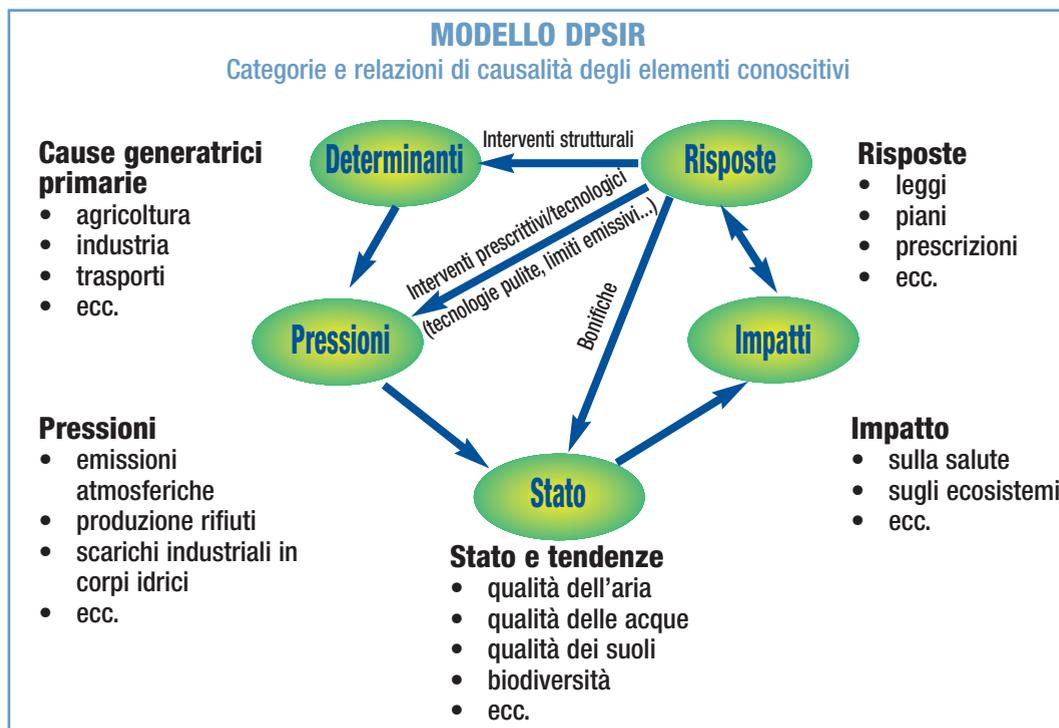 MODELLO DPSIR
Categorie e relazioni di causalità degli elementi conoscitivi
Cause generatrici
primarie
• agricoltura
• industria
• trasporti
• ecc.
Determinanti
Interventi strutturali
Risposte
Risposte
• leggi
• piani
• prescrizioni
• ecc.
Interventi prescrittivi/tecnologici
(tecnologie pulite, limiti emissivi...)
Bonifiche
Pressioni
Impatti
Pressioni
• emissioni
atmosferiche
• produzione rifiuti
• scarichi industriali in
corpi idrici
• ecc.
Stato
Stato e tendenze
• qualità dell'aria
• qualità delle acque
• qualità dei suoli
• biodiversità
• ecc.
Impatto
• sulla salute
• sugli ecosistemi
• ecc.